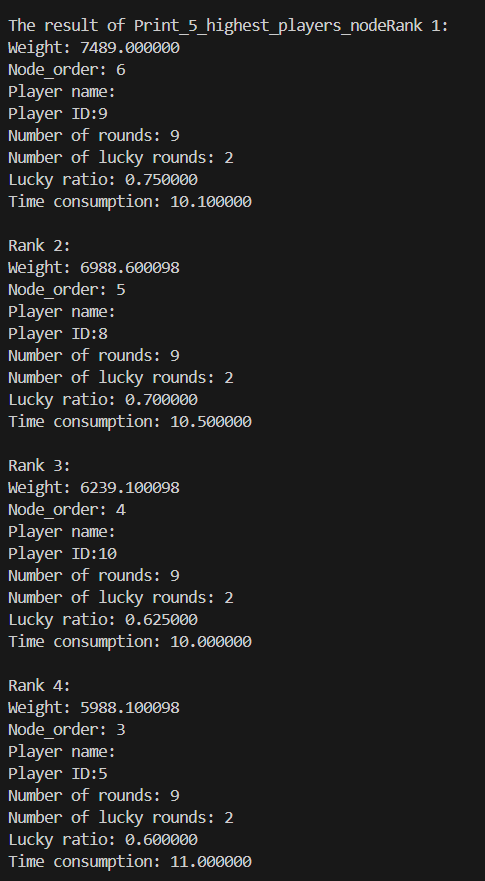 The result of Print_5_highest_players_nodeRank 1:
Weight: 7489.000000
Node_order: 6
Player name:
Player ID:9
Number of rounds: 9
Number of lucky rounds: 2
Lucky ratio: 0.750000
Time consumption: 10.100000

Rank 2:
Weight: 6988.600098
Node_order: 5
Player name:
Player ID:8
Number of rounds: 9
Number of lucky rounds: 2
Lucky ratio: 0.700000
Time consumption: 10.500000

Rank 3:
Weight: 6239.100098
Node_order: 4
Player name:
Player ID:10
Number of rounds: 9
Number of lucky rounds: 2
Lucky ratio: 0.625000
Time consumption: 10.000000

Rank 4:
Weight: 5988.100098
Node_order: 3
Player name:
Player ID:5
Number of rounds: 9
Number of lucky rounds: 2
Lucky ratio: 0.600000
Time consumption: 11.000000